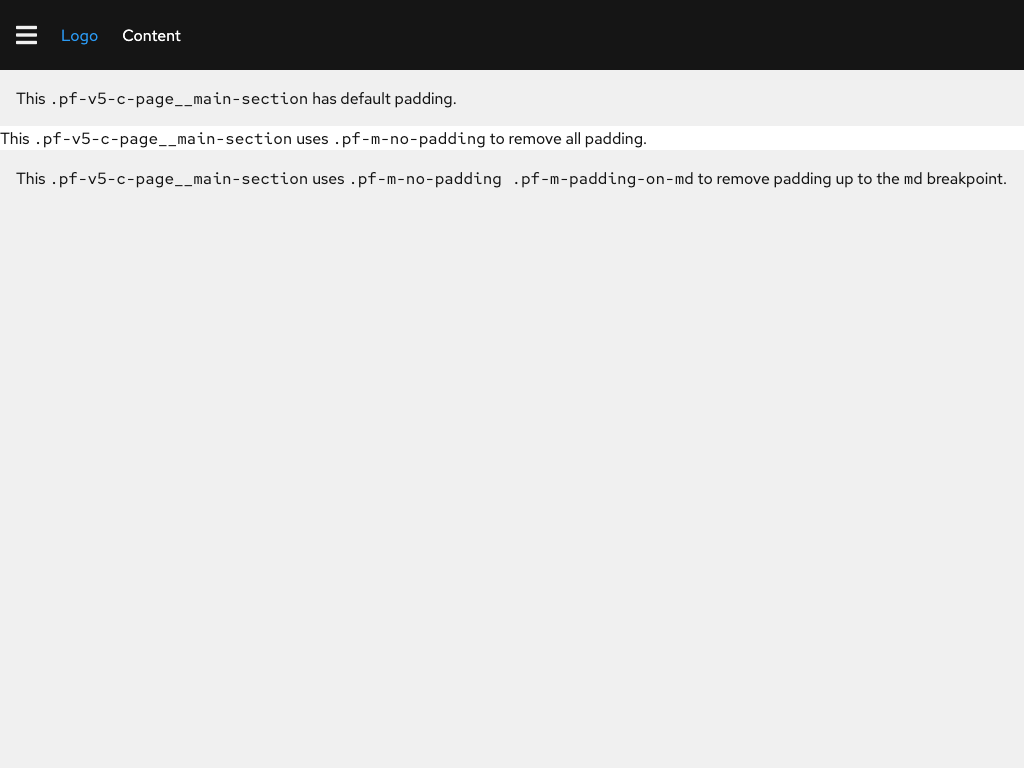 Logo Content
This .pf-v5-c-page__main-section has default padding.
This .pf-v5-c-page__main-section uses .pf-m-no-padding to remove all padding.
This .pf-v5-c-page__main-section uses .pf-m-no-padding .pf-m-padding-on-md to remove padding up to the md breakpoint.